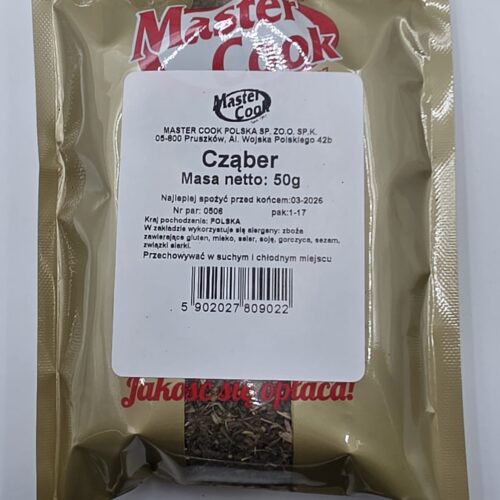 Master
Cook
Master
Cook
MASTER COOK POLSKA SP. ZO.O. SP.K.
05-800 Pruszków, Al. Wojska Polskiego 42b
Cząber
Masa netto: 50g
Najlepiej spożyć przed końcem:03-2026
Nr par: 0506 pak:1-17
Kraj pochodzenia: POLSKA
W zakładzie wykorzystuje się alergeny: zboża
zawierające gluten, mleko, seler, soję, gorczyca, sezam,
związki siarki.
Przechowywać w suchym i chłodnym miejscu
5 902027 809022
Jakość się opłaca!